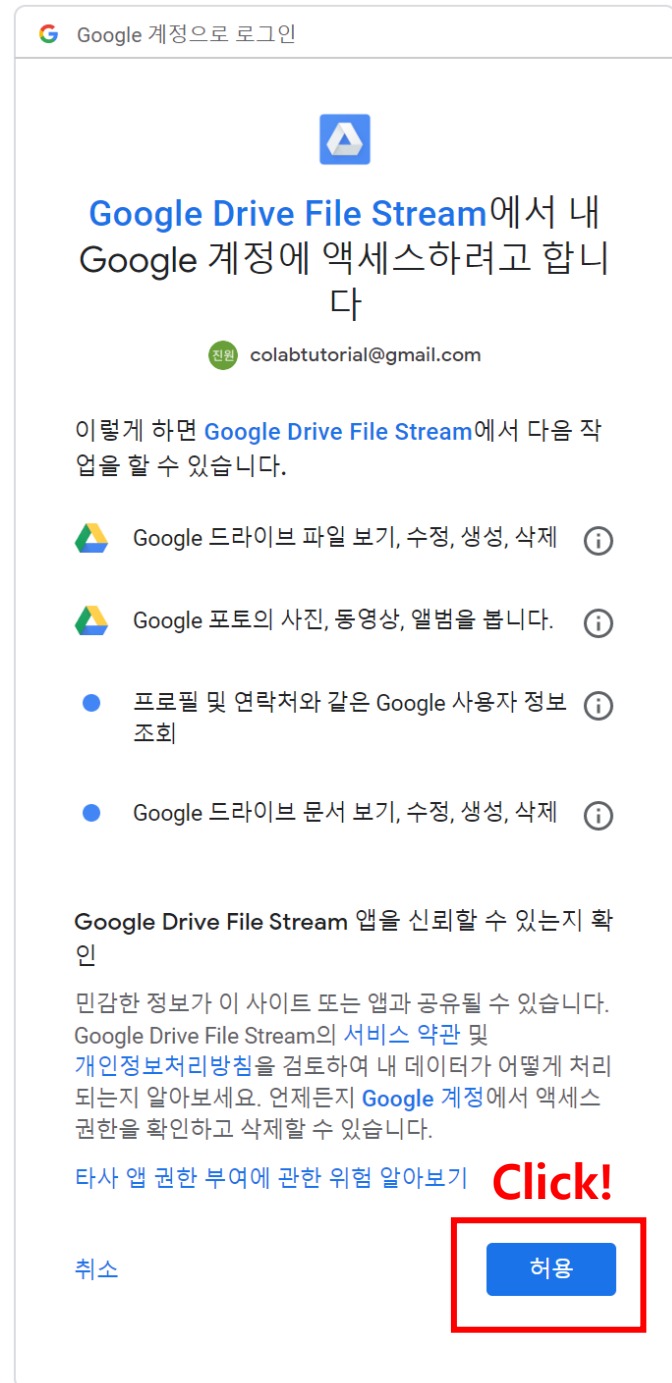 Google 계정으로 로그인
Google Drive File Stream에서 내
Google 계정에 액세스하려고 합니
다
진원 colabtutorial@gmail.com
이렇게 하면 Google Drive File Stream에서 다음 작
업을 할 수 있습니다.
Google 드라이브 파일 보기, 수정, 생성, 삭제
Google 포토의 사진, 동영상, 앨범을 봅니다.
프로필 및 연락처와 같은 Google 사용자 정보
조회
Google 드라이브 문서 보기, 수정, 생성, 삭제
Google Drive File Stream 앱을 신뢰할 수 있는지 확
인
민감한 정보가 이 사이트 또는 앱과 공유될 수 있습니다.
Google Drive File Stream의 서비스 약관 및
개인정보처리방침을 검토하여 내 데이터가 어떻게 처리
되는지 알아보세요. 언제든지 Google 계정에서 액세스
권한을 확인하고 삭제할 수 있습니다.
타사 앱 권한 부여에 관한 위험 알아보기
Click!
취소
허용